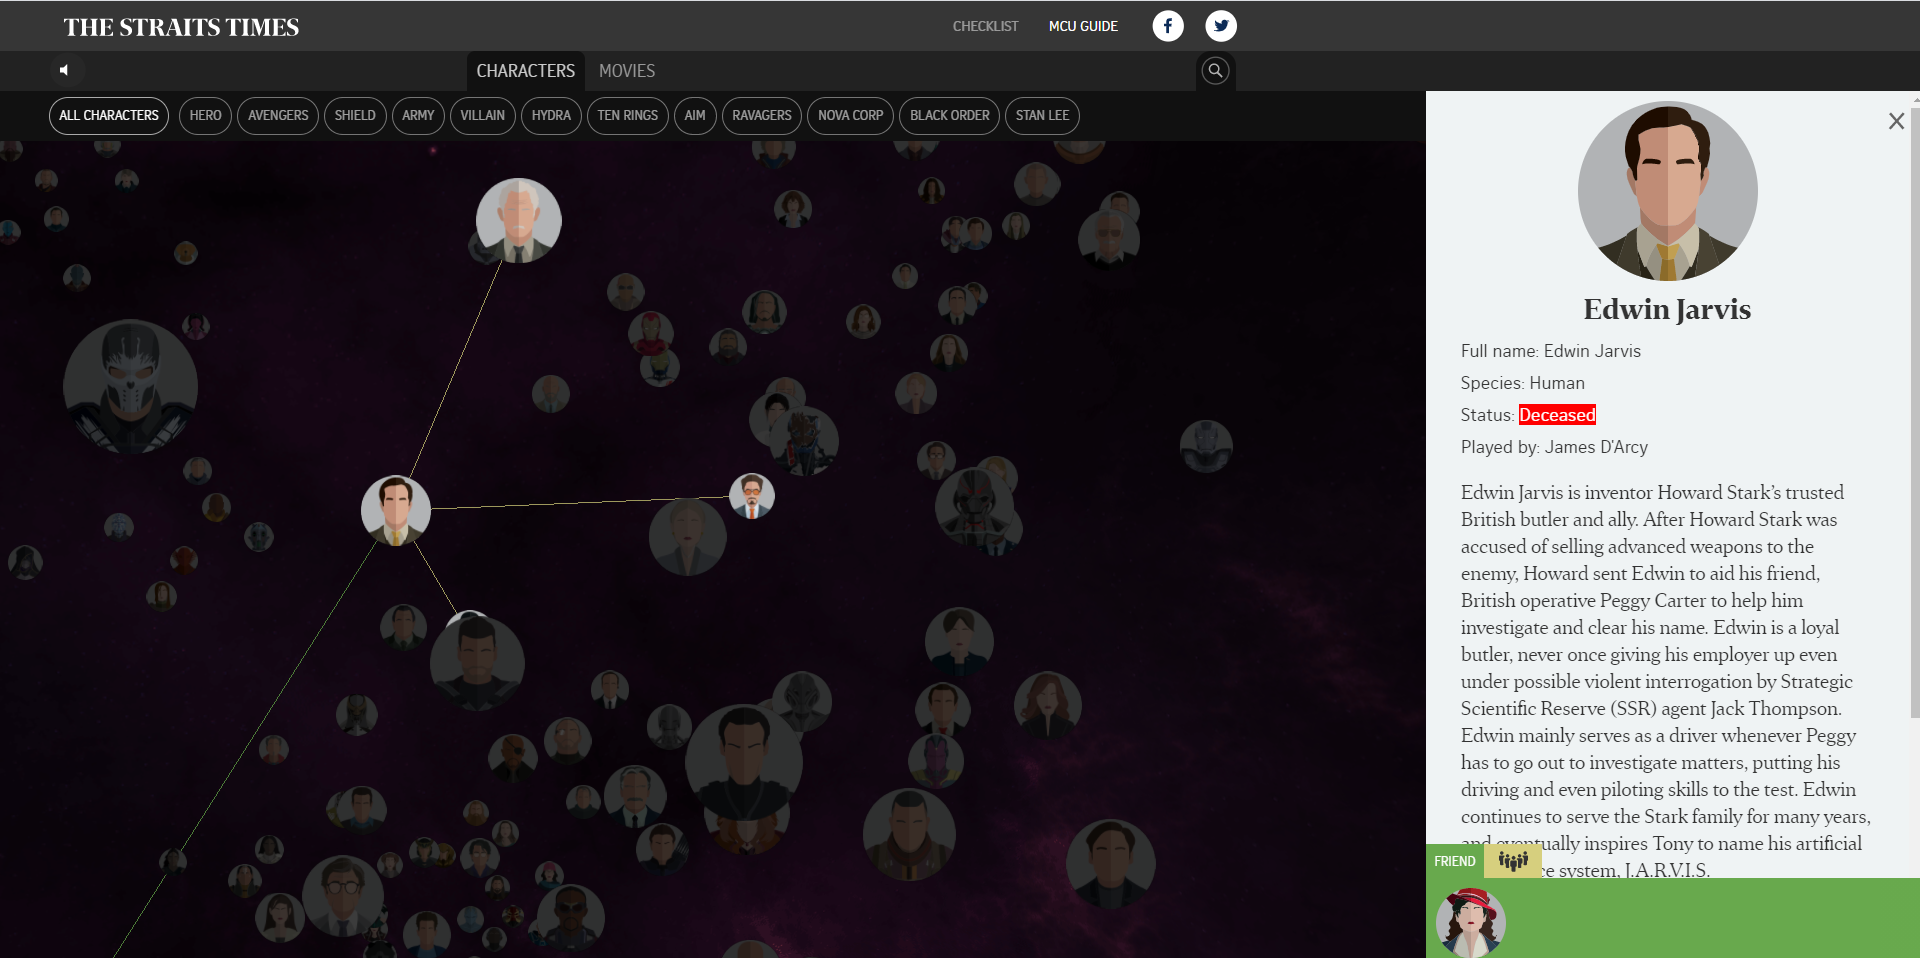 THE STRAITS TIMES
CHECKLIST
MCU GUIDE
CHARACTERS
MOVIES
ALL CHARACTERS
HERO
AVENGERS
SHIELD
ARMY
VILLAIN
HYDRA
TEN RINGS
AIM
RAVAGERS
NOVA CORP
BLACK ORDER
STAN LEE
Edwin Jarvis
Full name: Edwin Jarvis
Species: Human
Status: Deceased
Played by: James D'Arcy
Edwin Jarvis is inventor Howard Stark's trusted
British butler and ally. After Howard Stark was
accused of selling advanced weapons to the
enemy, Howard sent Edwin to aid his friend,
British operative Peggy Carter to help him
investigate and clear his name. Edwin is a loyal
butler, never once giving his employer up even
under possible violent interrogation by Strategic
Scientific Reserve (SSR) agent Jack Thompson.
Edwin mainly serves as a driver whenever Peggy
has to go out to investigate matters, putting his
driving and even piloting skills to the test. Edwin
continues to serve the Stark family for many years,
and eventually inspires Tony to name his artificial
system, J.A.R.V.I.S.
FRIEND